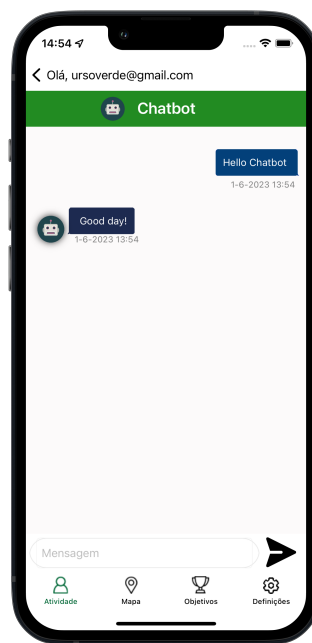 14:54
Olá, ursoverde@gmail.com
Chatbot
Hello Chatbot
1-6-2023 13:54
Good day!
1-6-2023 13:54
Mensagem
Atividade Mapa Objetivos Definições